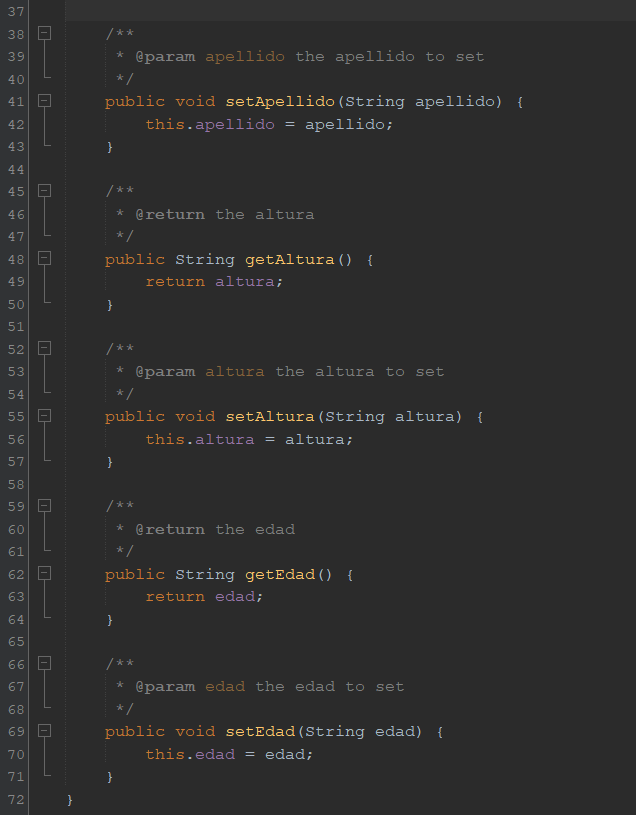 37
38 /**
39 * @param apellido the apellido to set
40 */
41 public void setApellido(String apellido) {
42 this.apellido = apellido;
43 }
44
45 /**
46 * @return the altura
47 */
48 public String getAltura() {
49 return altura;
50 }
51
52 /**
53 * @param altura the altura to set
54 */
55 public void setAltura(String altura) {
56 this.altura = altura;
57 }
58
59 /**
60 * @return the edad
61 */
62 public String getEdad() {
63 return edad;
64 }
65
66 /**
67 * @param edad the edad to set
68 */
69 public void setEdad(String edad) {
70 this.edad = edad;
71 }
72 }